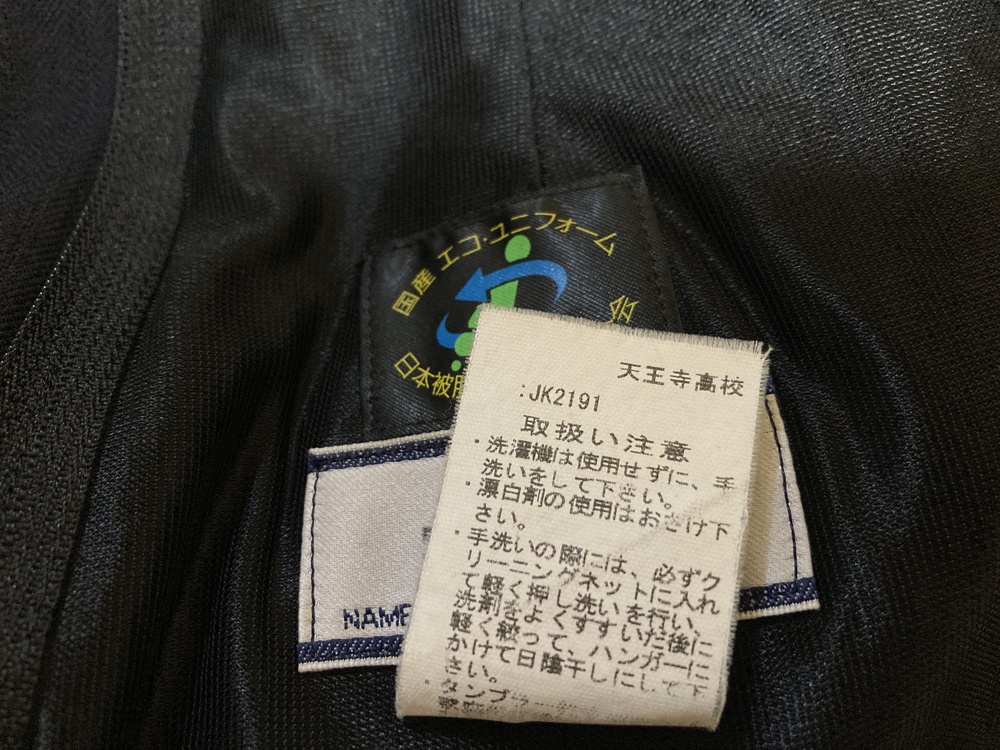 国産 エコ・ユニフォーム
会
日本被服
NAME
天王寺高校
:JK2191
取扱い注意
・洗濯機は使用せずに、手
洗いをして下さい。
・漂白剤の使用はおさけ下
さい。
・手洗いの際には、必ずク
リーニングネットに入れ
て軽く押し洗いを行い、
洗剤をよくすすいだ後に
軽く絞って、ハンガーに
かけて日陰干しにして下
さい。
・タンブラー